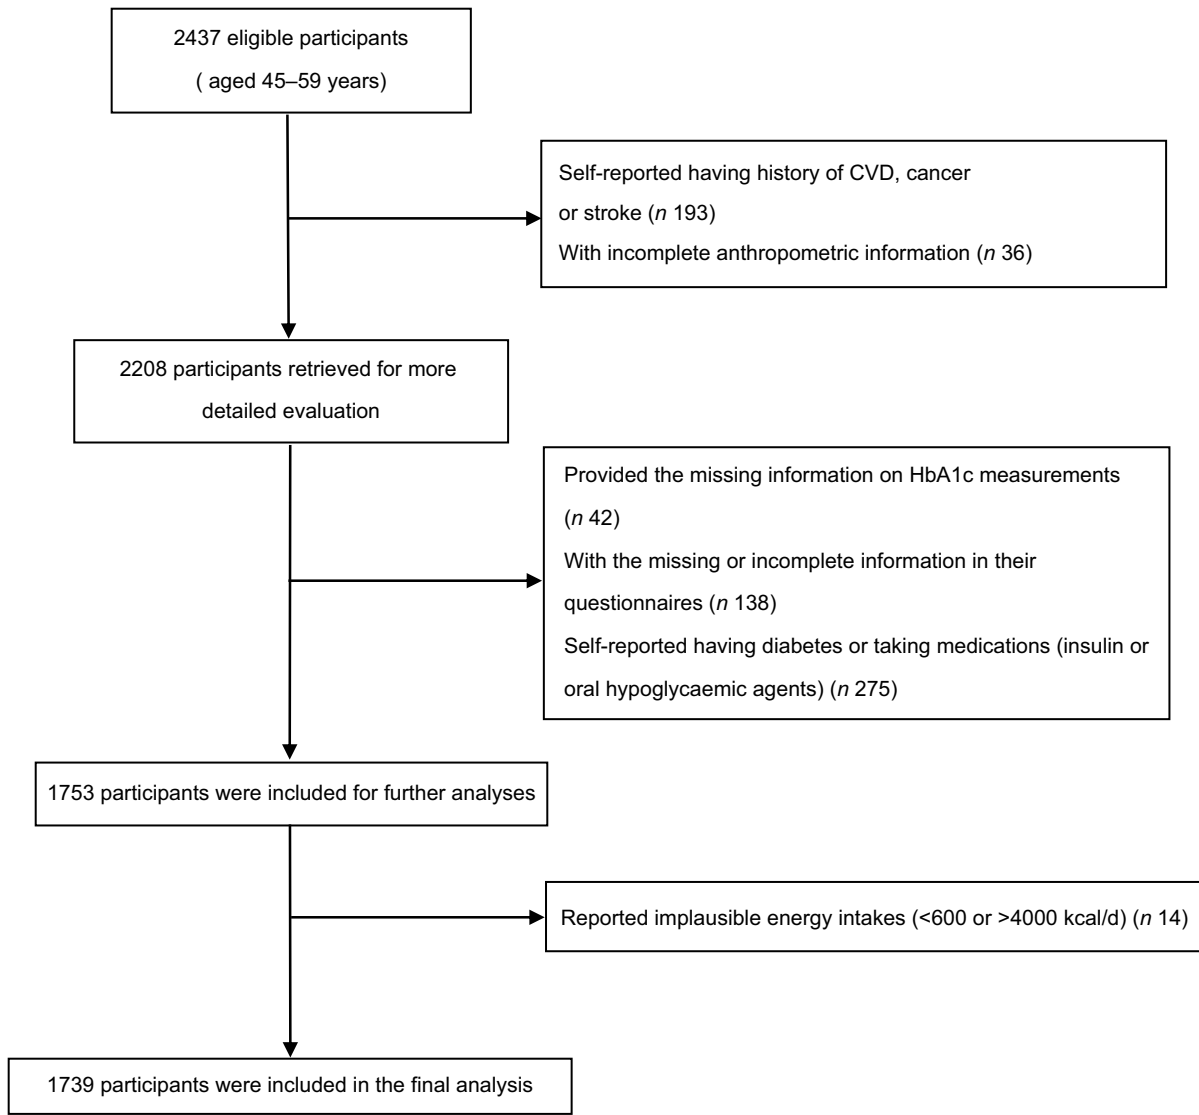 2437 eligible participants
( aged 45–59 years)
Self-reported having history of CVD, cancer
or stroke (n 193)
With incomplete anthropometric information (n 36)
2208 participants retrieved for more
detailed evaluation
Provided the missing information on HbA1c measurements
(n 42)
With the missing or incomplete information in their
questionnaires (n 138)
Self-reported having diabetes or taking medications (insulin or
oral hypoglycaemic agents) (n 275)
1753 participants were included for further analyses
Reported implausible energy intakes (<600 or >4000 kcal/d) (n 14)
1739 participants were included in the final analysis